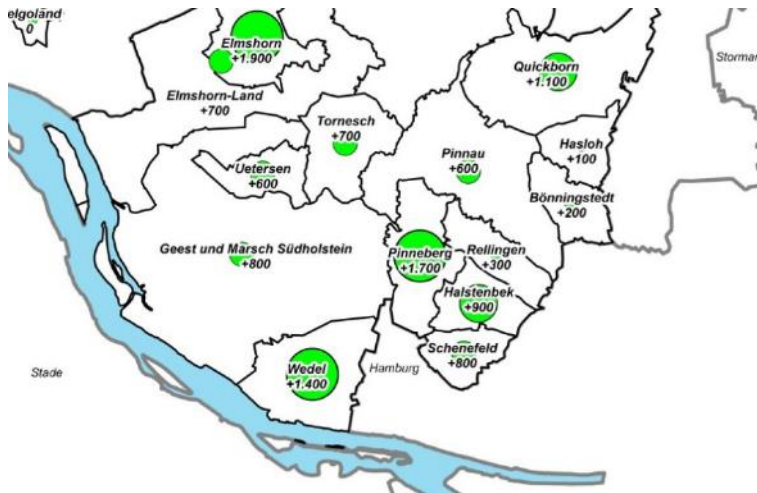 elgoland
0
Elmshorn
+1.900
Elmshorn-Land
+700
Tornesch
+700
Uetersen
+600
Quickborn
+1.100
Stormar
Hasloh
+100
Pinnau
+600
Bönningstedt
+200
Geest und Marsch Südholstein
+800
Pinneberg
+1.700
Rellingen
+300
Halstenbek
+900
Schenefeld
+800
Wedel
+1.400
Hamburg
Stade